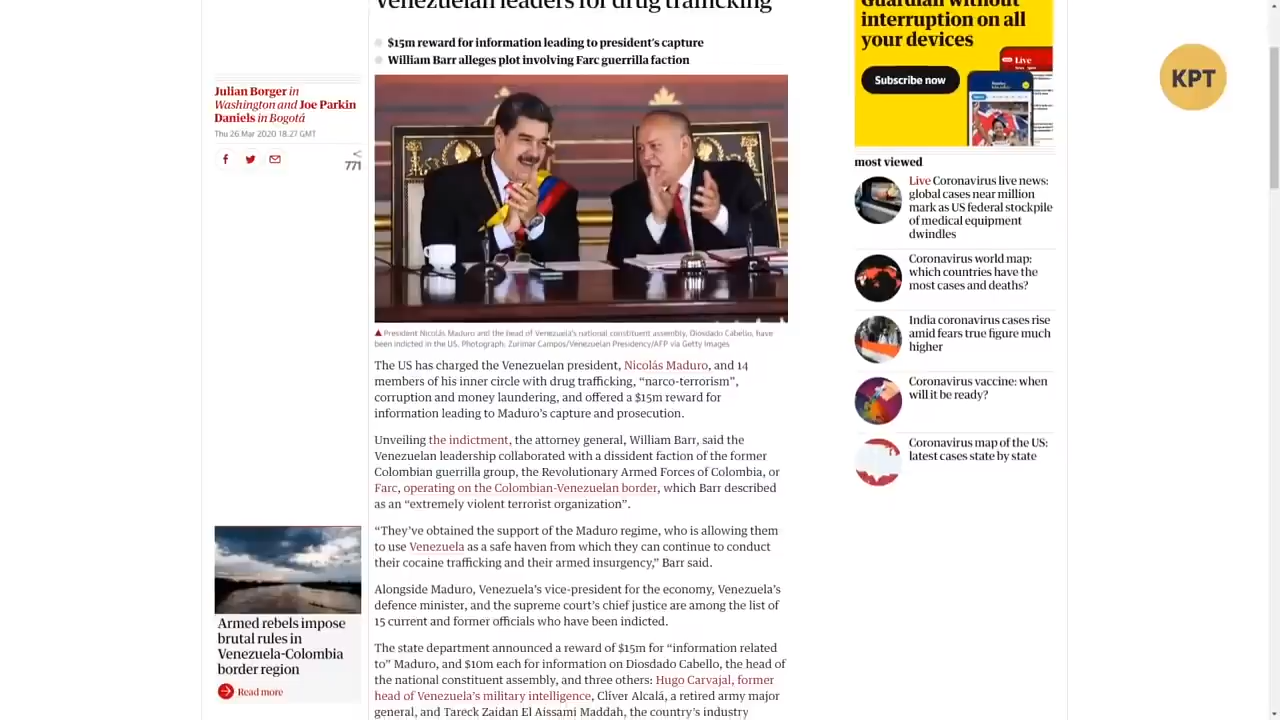 Venezuelan leaders for drug trafficking
$15m reward for information leading to president's capture
William Barr alleges plot involving Farc guerrilla faction
Julian Borger in
Washington and Joe Parkin
Daniels in Bogotá
Thu 26 Mar 2020 18.27 GMT
771
President Nicolás Maduro and the head of Venezuela's national constituent assembly, Diosdado Cabello, have
been indicted in the US. Photograph: Zurimar Campos/Venezuelan Presidency/AFP via Getty Images
The US has charged the Venezuelan president, Nicolás Maduro, and 14
members of his inner circle with drug trafficking, “narco-terrorism”,
corruption and money laundering, and offered a $15m reward for
information leading to Maduro's capture and prosecution.
Unveiling the indictment, the attorney general, William Barr, said the
Venezuelan leadership collaborated with a dissident faction of the former
Colombian guerrilla group, the Revolutionary Armed Forces of Colombia, or
Farc, operating on the Colombian-Venezuelan border, which Barr described
as an “extremely violent terrorist organization”.
“They've obtained the support of the Maduro regime, who is allowing them
to use Venezuela as a safe haven from which they can continue to conduct
their cocaine trafficking and their armed insurgency,” Barr said.
Alongside Maduro, Venezuela's vice-president for the economy, Venezuela's
defence minister, and the supreme court's chief justice are among the list of
15 current and former officials who have been indicted.
The state department announced a reward of $15m for “information related
to” Maduro, and $10m each for information on Diosdado Cabello, the head of
the national constituent assembly, and three others: Hugo Carvajal, former
head of Venezuela's military intelligence, Clíver Alcalá, a retired army major
general, and Tareck Zaidan El Aissami Maddah, the country's industry
Armed rebels impose
brutal rules in
Venezuela-Colombia
border region
Read more
Guardian without
interruption on all
your devices
Subscribe now
Live
most viewed
Live Coronavirus live news:
global cases near million
mark as US federal stockpile
of medical equipment
dwindles
Coronavirus world map:
which countries have the
most cases and deaths?
India coronavirus cases rise
amid fears true figure much
higher
Coronavirus vaccine: when
will it be ready?
Coronavirus map of the US:
latest cases state by state
KPT